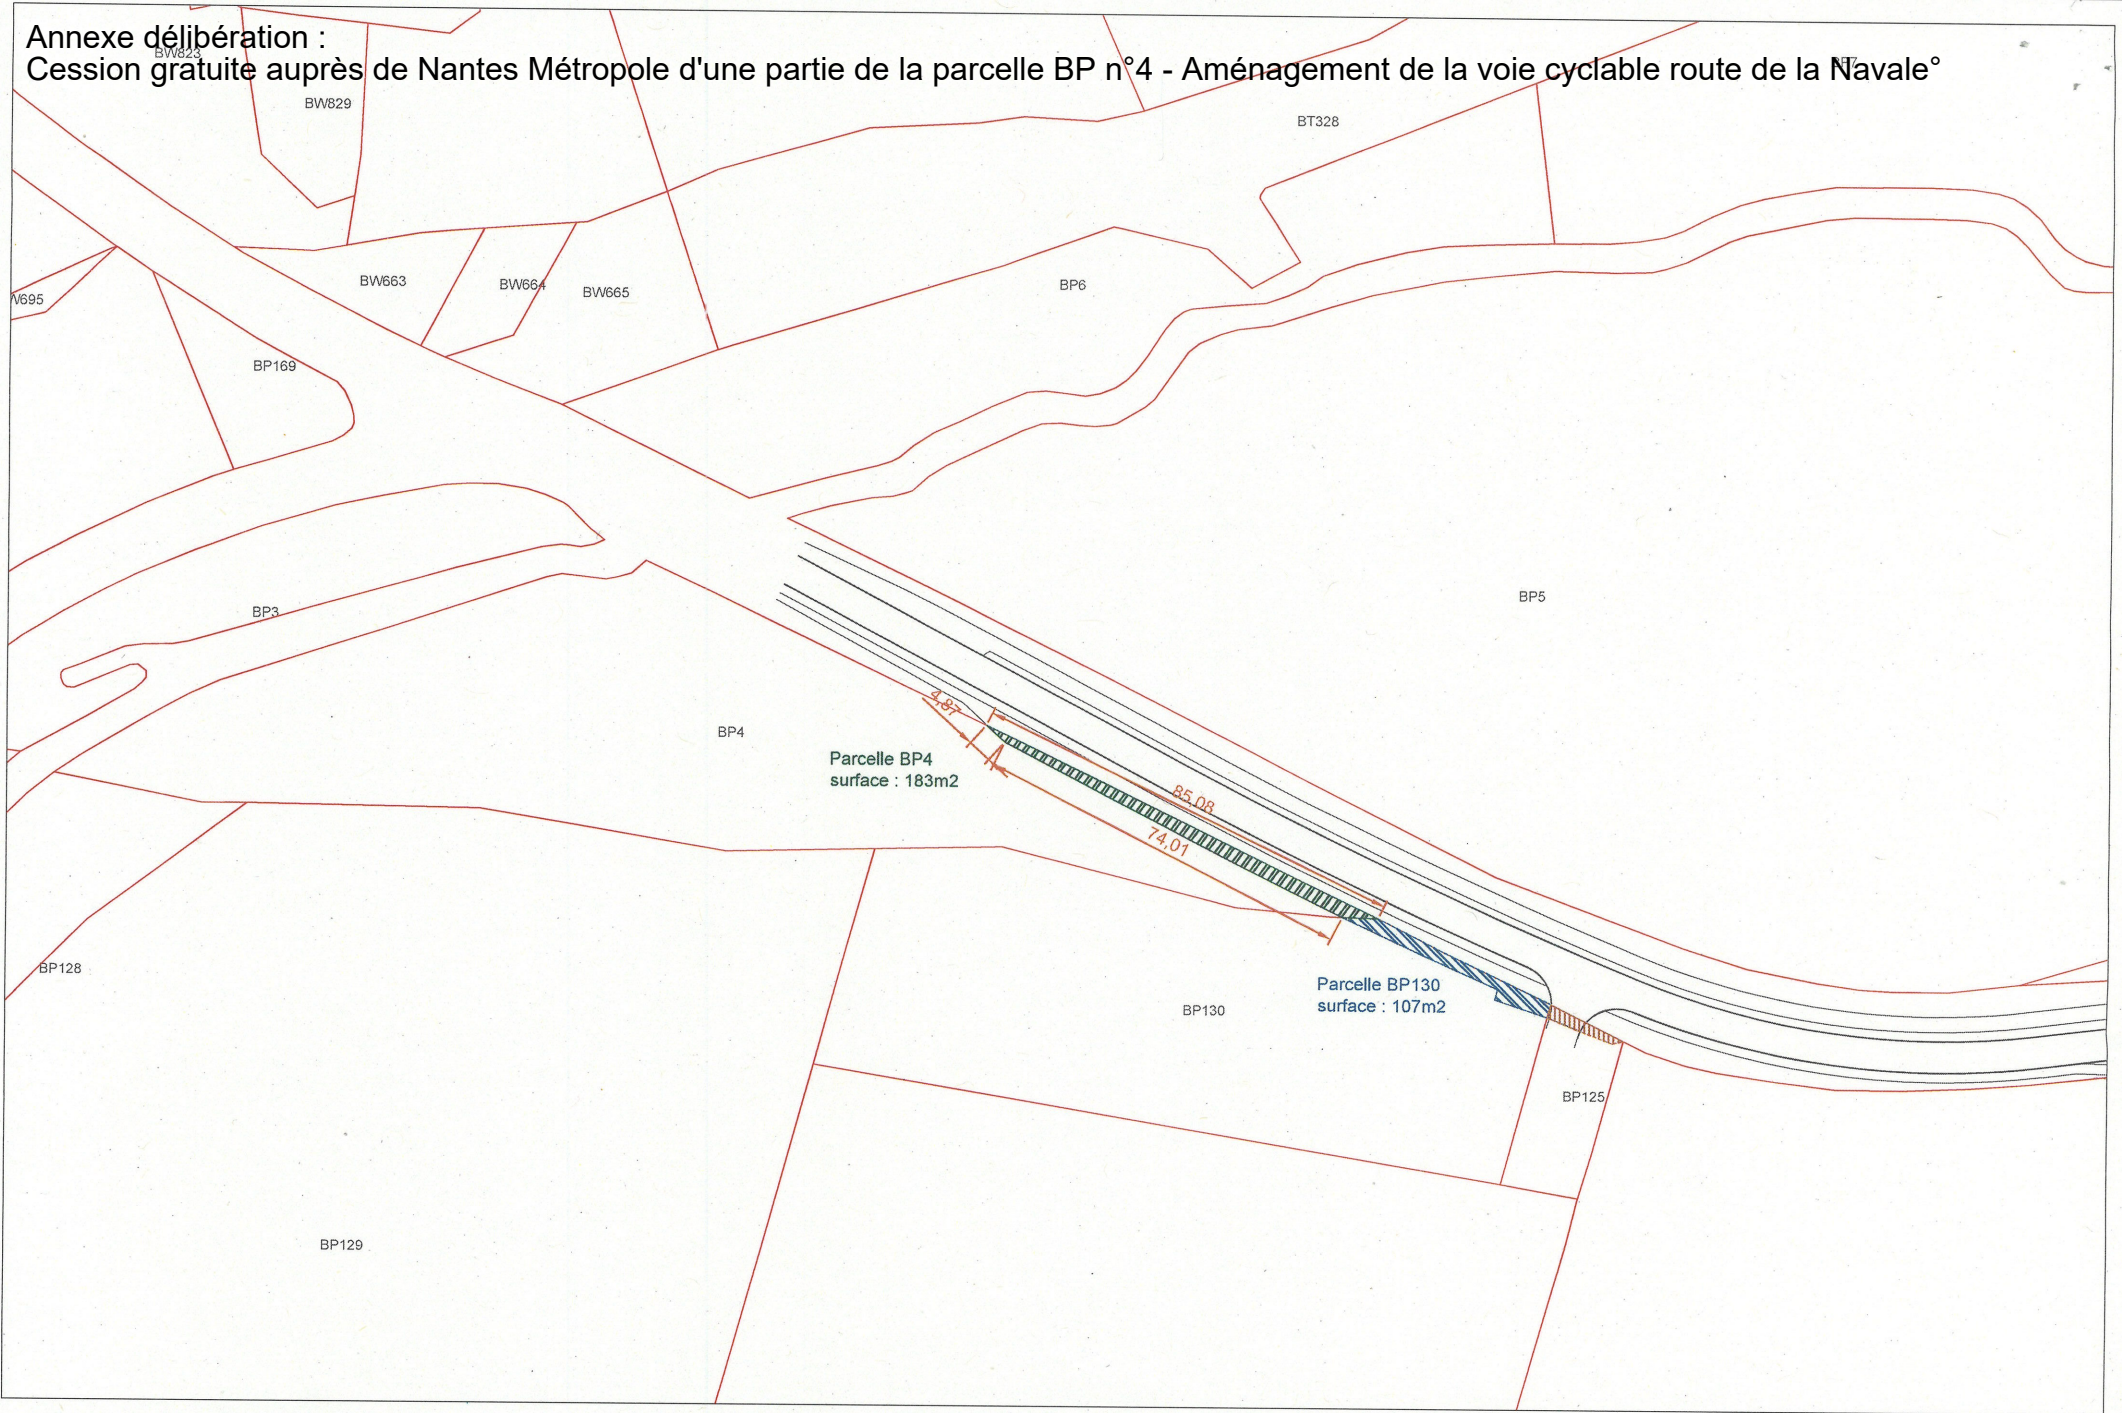 Annexe délibération :
BW823
Cession gratuite auprès de Nantes Métropole d'une partie de la parcelle BP n°4 - Aménagement de la voie cyclable route de la Navale°
BP7
BW829
BT328
BW663
BW664
BW665
BP6
W695
BP169
BP5
BP3
4,87
BP4
Parcelle BP4
surface : 183m2
85,08
74,01
BP128
Parcelle BP130
surface : 107m2
BP130
BP125
BP129